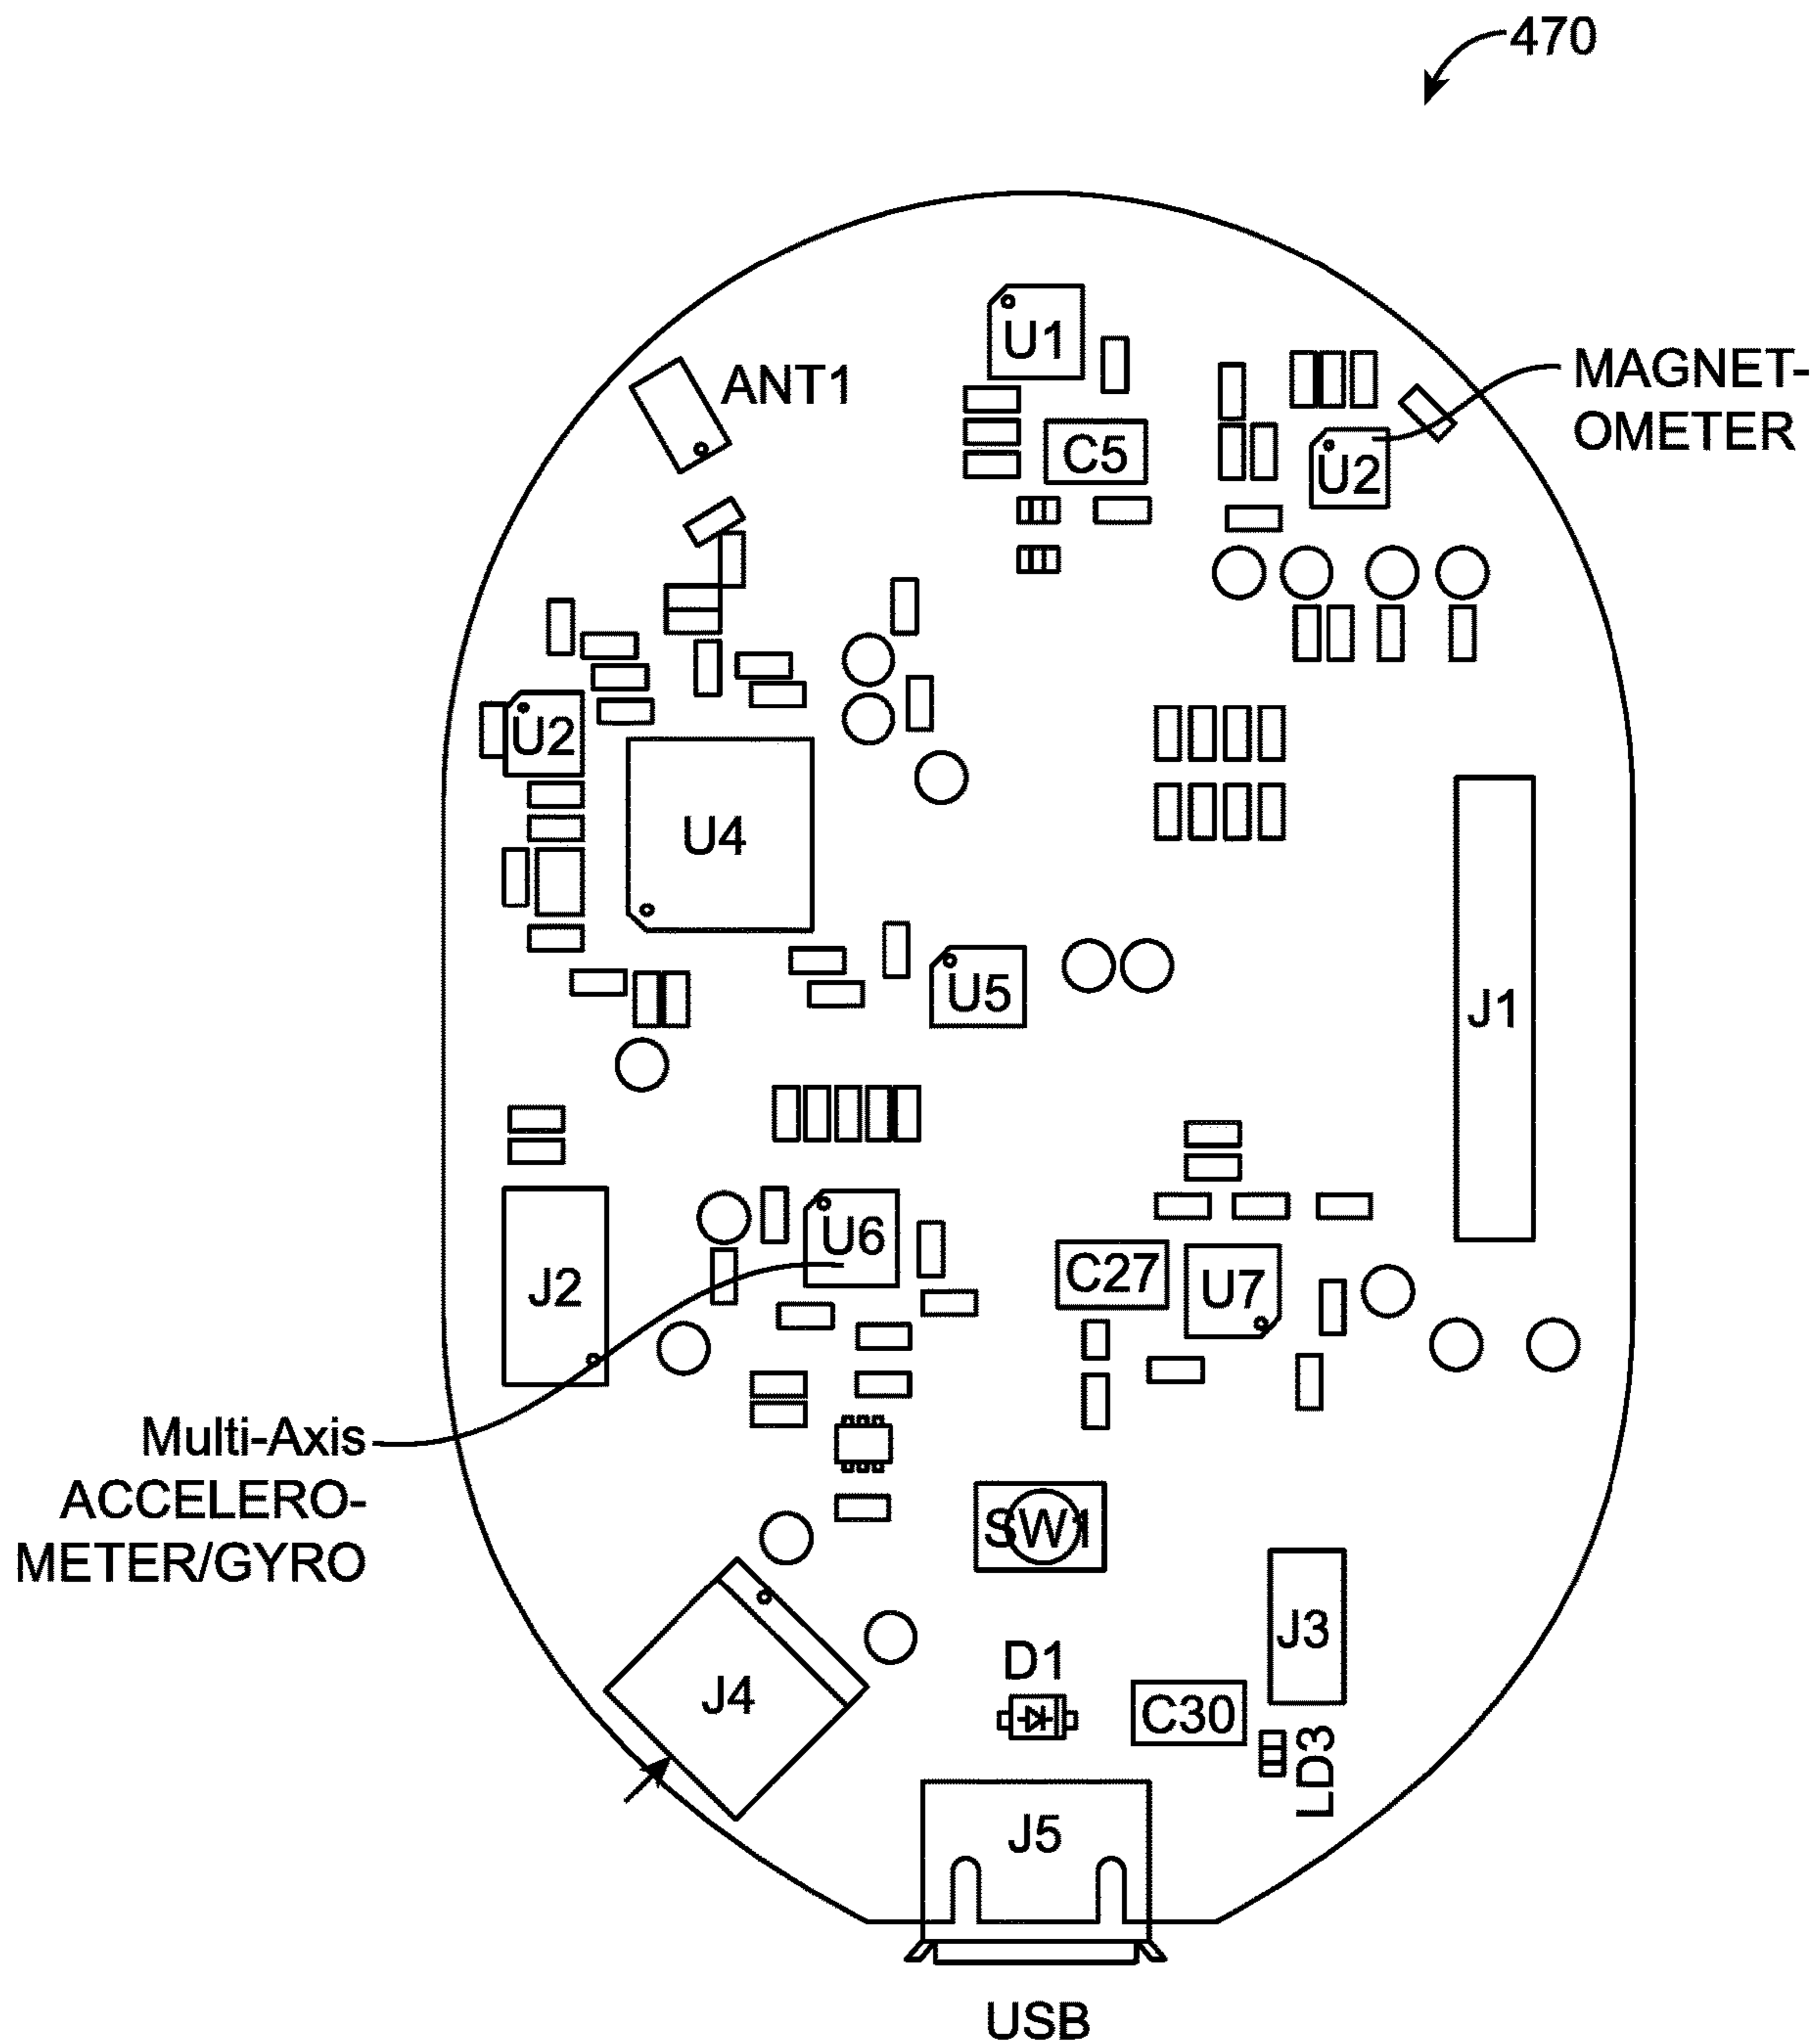 470
U1
ANT1
MAGNET-
OMETER
C5
U2
U2
U4
U5
J1
U6
C27
U7
J2
Multi-Axis
ACCELERO-
METER/GYRO
SW1
J3
D1
J4
C30
LD3
J5
USB